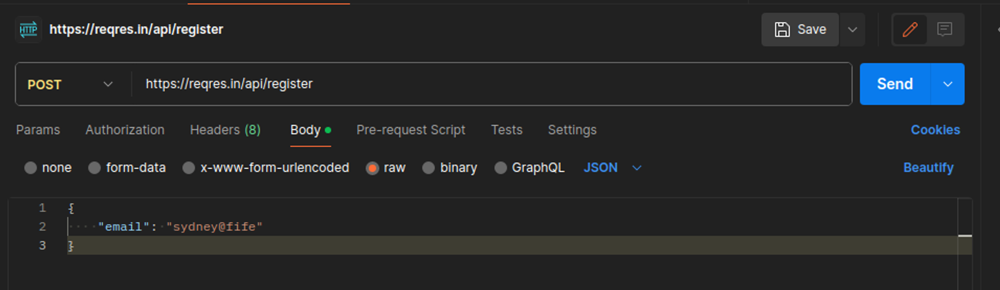 HTTP https://reqres.in/api/register Save
POST https://reqres.in/api/register Send
Params Authorization Headers (8) Body Pre-request Script Tests Settings Cookies
none form-data x-www-form-urlencoded raw binary GraphQL JSON Beautify
1 {
2 "email": "sydney@fife"
3 }